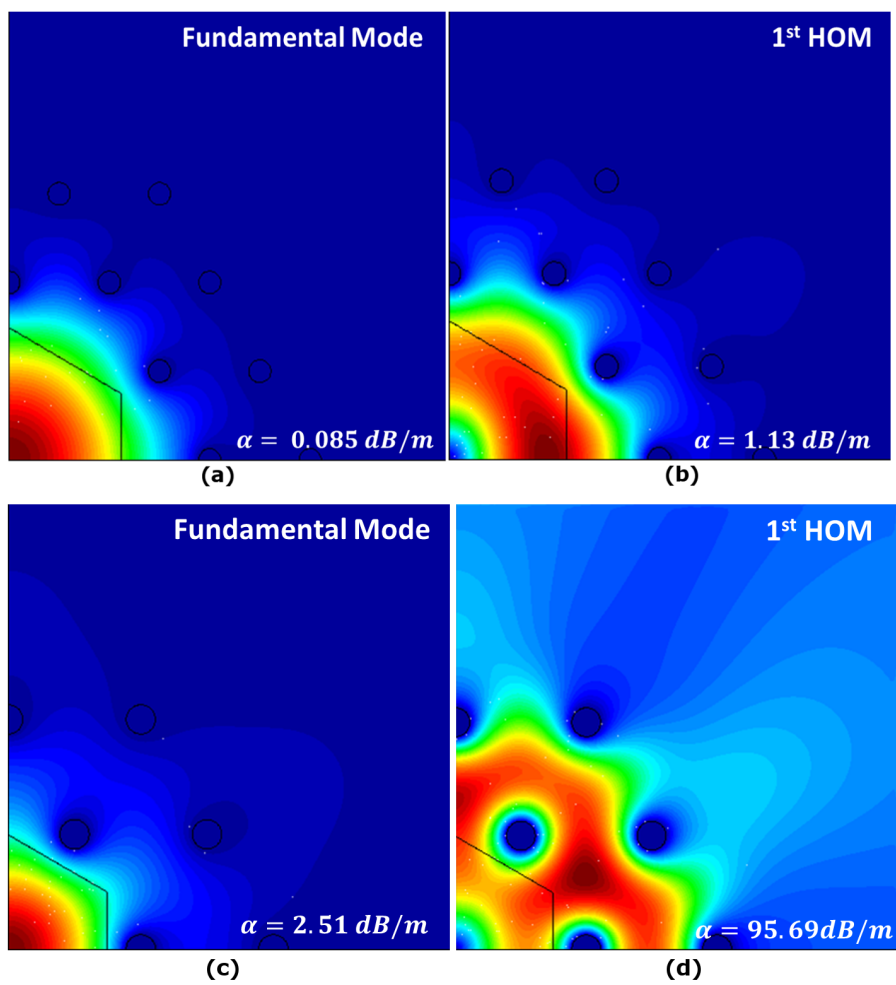 Fundamental Mode
1st HOM
α = 0.085 dB/m
α = 1.13 dB/m
(a)
(b)
Fundamental Mode
1st HOM
α = 2.51 dB/m
α = 95.69dB/m
(c)
(d)